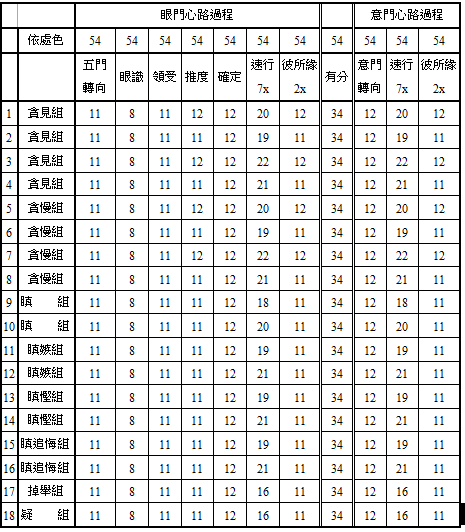 眼門心路過程 意門心路過程
依處色 54 54 54 54 54 54 54 54 54 54 54
五門轉向 眼識 領受 推度 確定 速行7x 彼所緣2x 有分 意門轉向 速行7x 彼所緣2x
1 貪見組 11 8 11 12 12 20 12 34 12 20 12
2 貪見組 11 8 11 11 12 19 11 34 12 19 11
3 貪見組 11 8 11 12 12 22 12 34 12 22 12
4 貪見組 11 8 11 11 12 21 11 34 12 21 11
5 貪慢組 11 8 11 12 12 20 12 34 12 20 12
6 貪慢組 11 8 11 11 12 19 11 34 12 19 11
7 貪慢組 11 8 11 12 12 22 12 34 12 22 12
8 貪慢組 11 8 11 11 12 21 11 34 12 21 11
9 瞋 組 11 8 11 11 12 18 11 34 12 18 11
10 瞋 組 11 8 11 11 12 20 11 34 12 20 11
11 瞋嫉組 11 8 11 11 12 19 11 34 12 19 11
12 瞋嫉組 11 8 11 11 12 21 11 34 12 21 11
13 瞋慳組 11 8 11 11 12 19 11 34 12 19 11
14 瞋慳組 11 8 11 11 12 21 11 34 12 21 11
15 瞋追悔組 11 8 11 11 12 19 11 34 12 19 11
16 瞋追悔組 11 8 11 11 12 21 11 34 12 21 11
17 掉舉組 11 8 11 11 12 16 11 34 12 16 11
18 疑 組 11 8 11 11 12 16 11 34 12 16 11